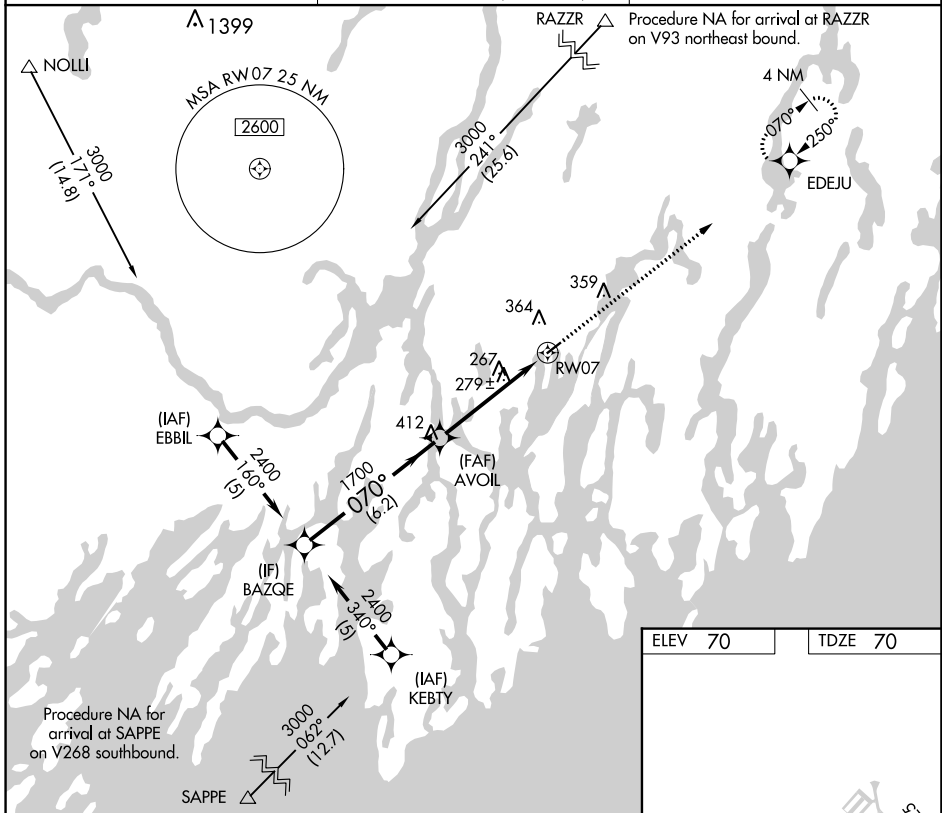 1399
RAZZR
Procedure NA for arrival at RAZZR
on V93 northeast bound.
NOLLI
MSA RW07 25 NM
2600
4 NM
070°
250°
EDEJU
3000
171°
(14.8)
3000
241°
(25.6)
359
364
RW07
267
279±
412
(FAF)
AVOIL
(IAF)
EBBIL
2400
160°
(5)
1700
070°
(6.2)
(IF)
BAZQE
2400
340°
(5)
(IAF)
KEBTY
ELEV 70
TDZE 70
Procedure NA for
arrival at SAPPE
on V268 southbound.
3000
062°
(12.7)
SAPPE